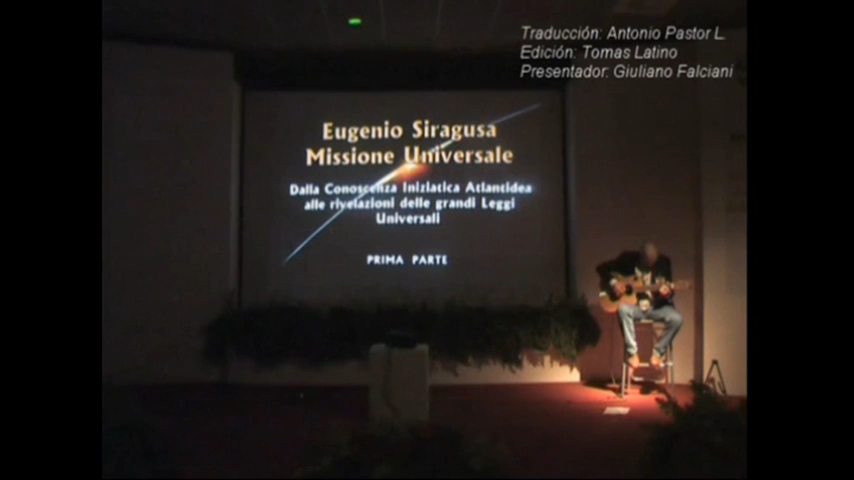 Traducción: Antonio Pastor L.
Edición: Tomas Latino
Presentador: Giuliano Falciani
Eugenio Siragusa
Missione Universale
Dalla Conoscenza Iniziatica Atlantidea
alle rivelazioni delle grandi Leggi
Universali
PRIMA PARTE